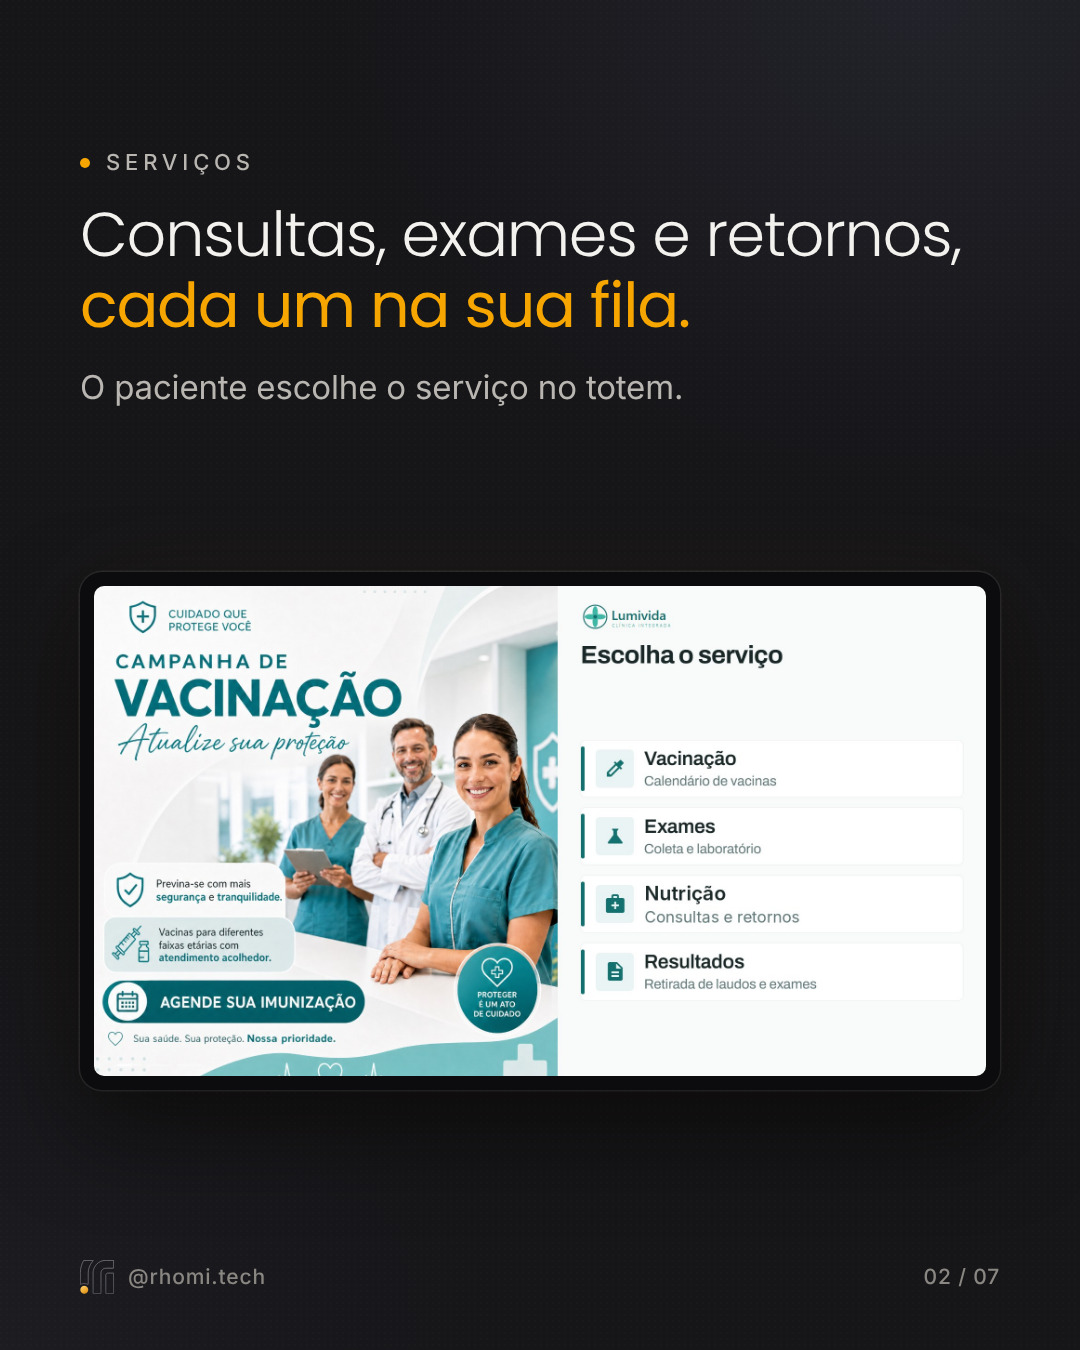 SERVIÇOS
Consultas, exames e retornos,
cada um na sua fila.
O paciente escolhe o serviço no totem.
CUIDADO QUE
PROTEGE VOCÊ
CAMPANHA DE
VACINAÇÃO
Atualize sua proteção
Previna-se com mais
segurança e tranquilidade.
Vacinas para diferentes
faixas etárias com
atendimento acolhedor.
AGENDE SUA IMUNIZAÇÃO
Sua saúde. Sua proteção. Nossa prioridade.
PROTEGER
É UM ATO
DE CUIDADO
Lumivida
CLÍNICA INTEGRADA
Escolha o serviço
Vacinação
Calendário de vacinas
Exames
Coleta e laboratório
Nutrição
Consultas e retornos
Resultados
Retirada de laudos e exames
@rhomi.tech
02 / 07